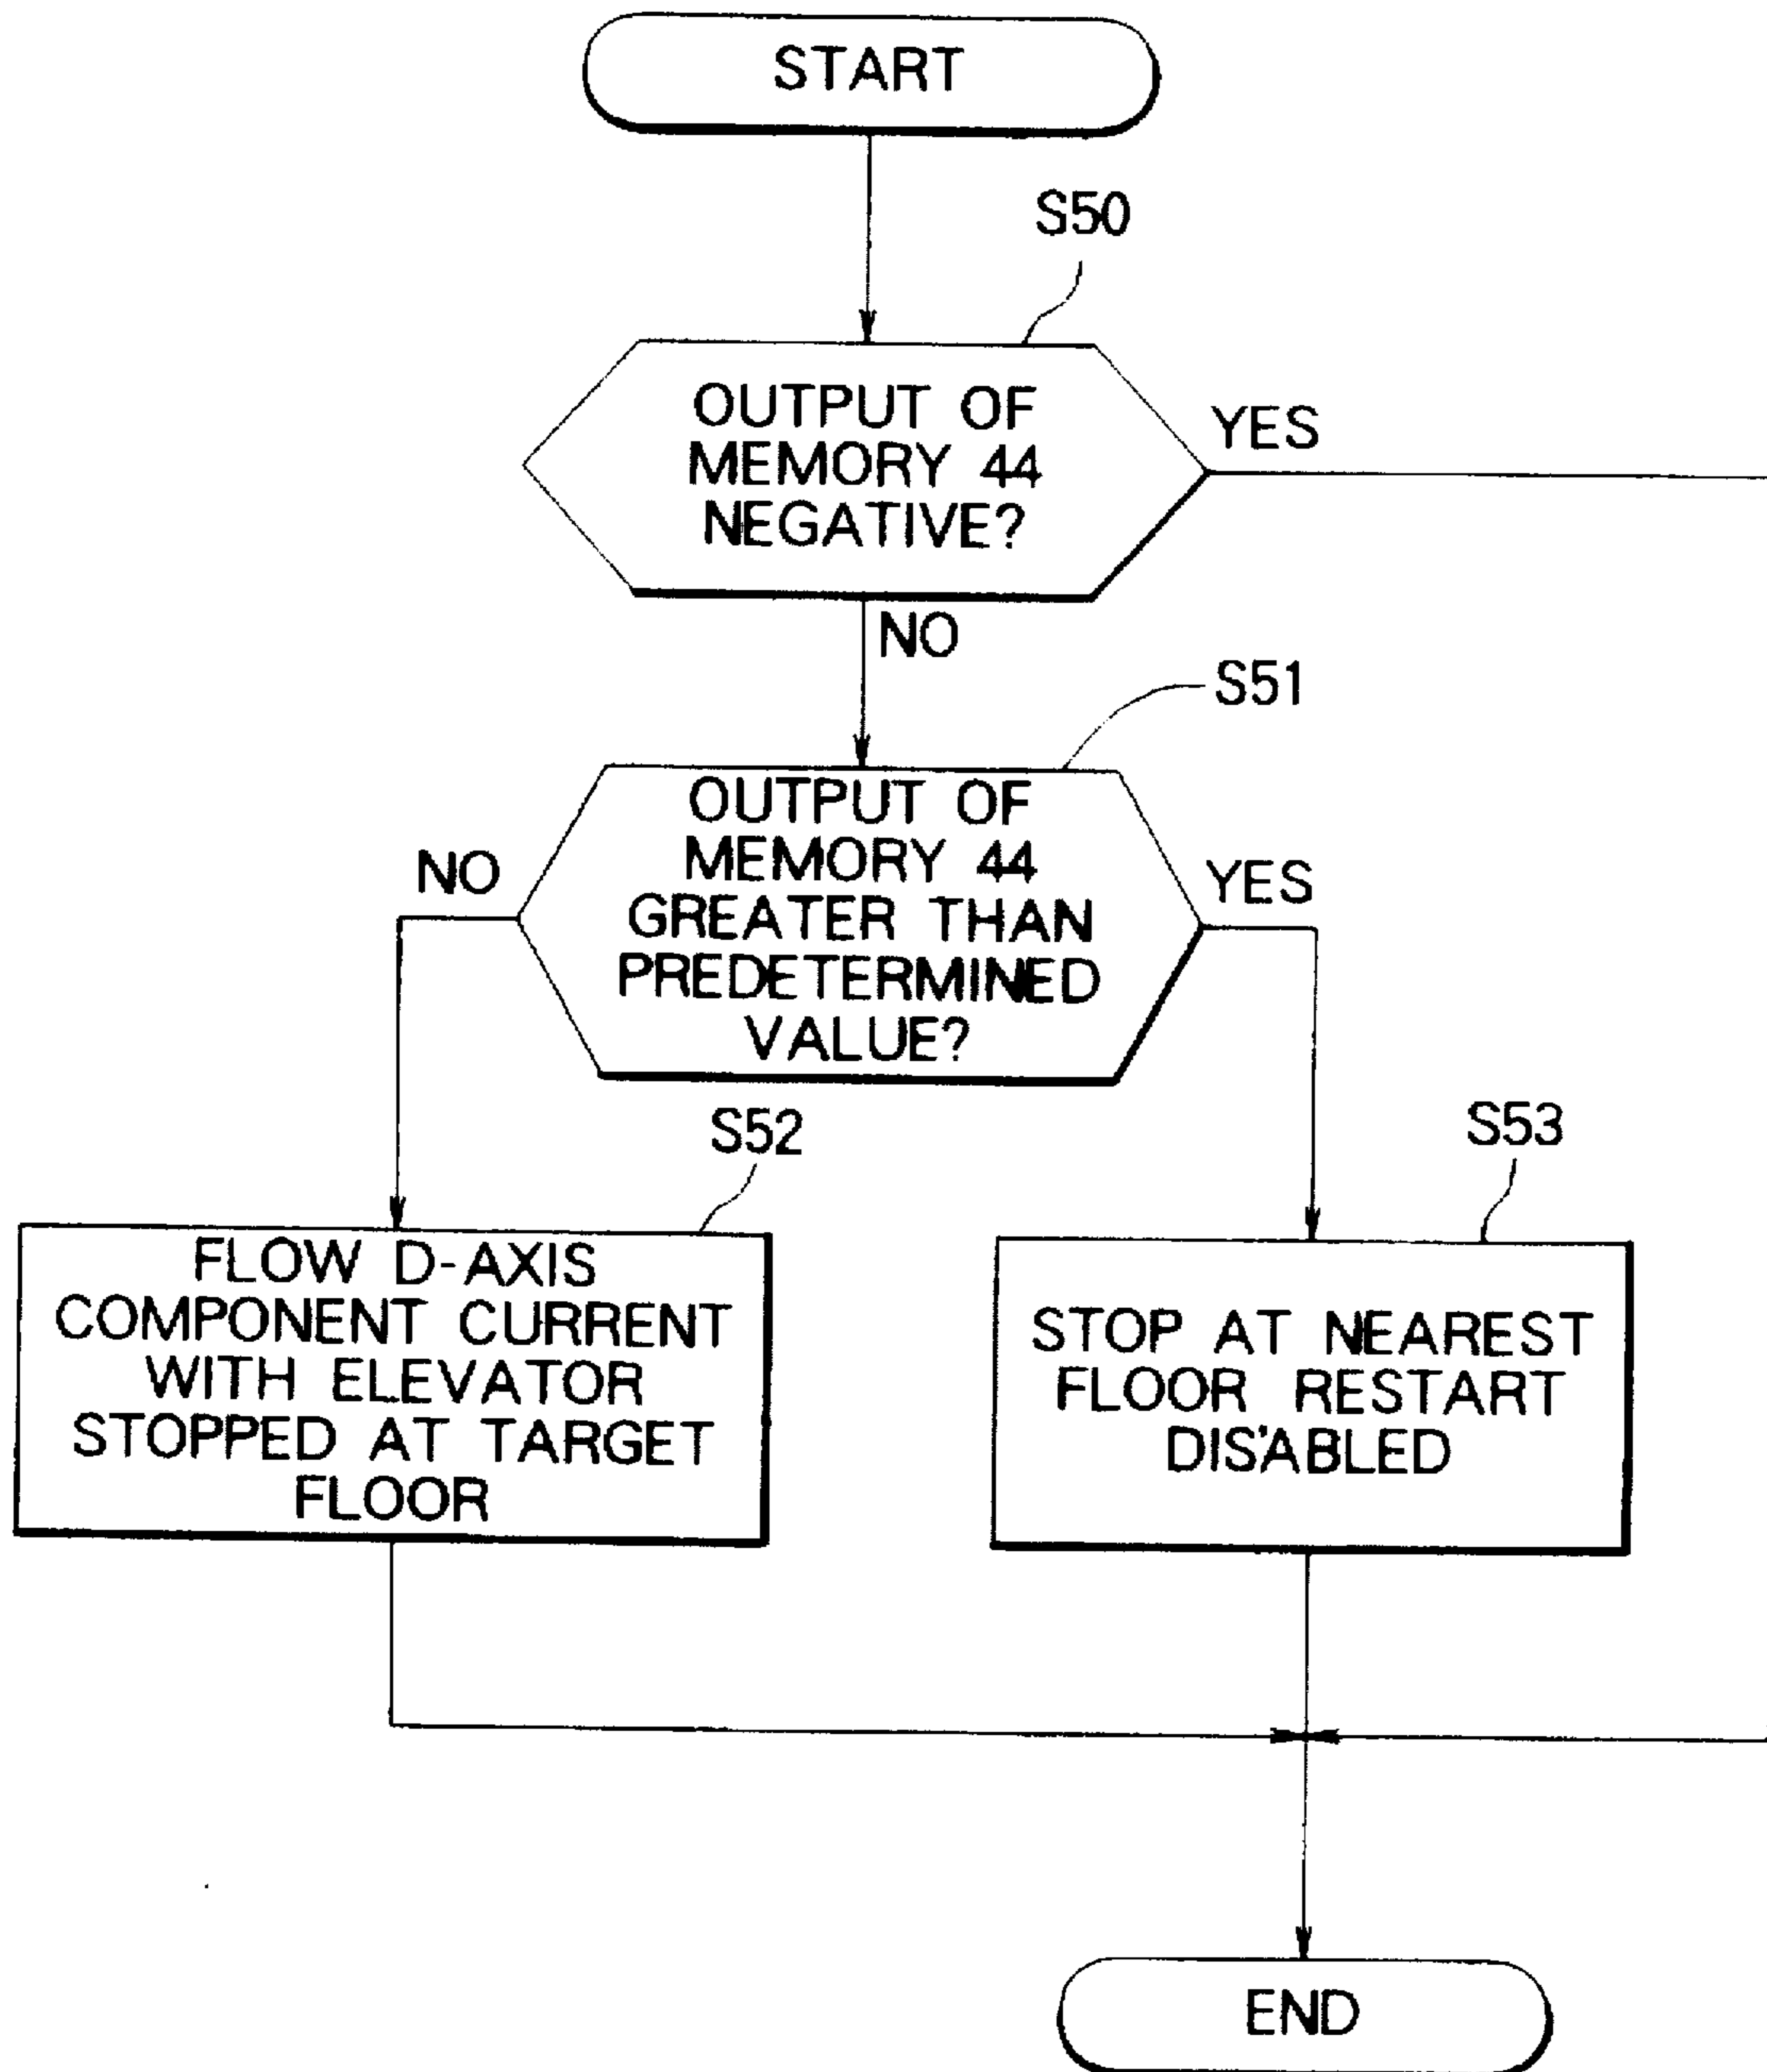 START
S50
OUTPUT OF
MEMORY 44
NEGATIVE?
YES
NO
S51
OUTPUT OF
MEMORY 44
GREATER THAN
PREDETERMINED
VALUE?
NO
YES
S52
S53
FLOW D-AXIS
COMPONENT CURRENT
WITH ELEVATOR
STOPPED AT TARGET
FLOOR
STOP AT NEAREST
FLOOR RESTART
DISABLED
END